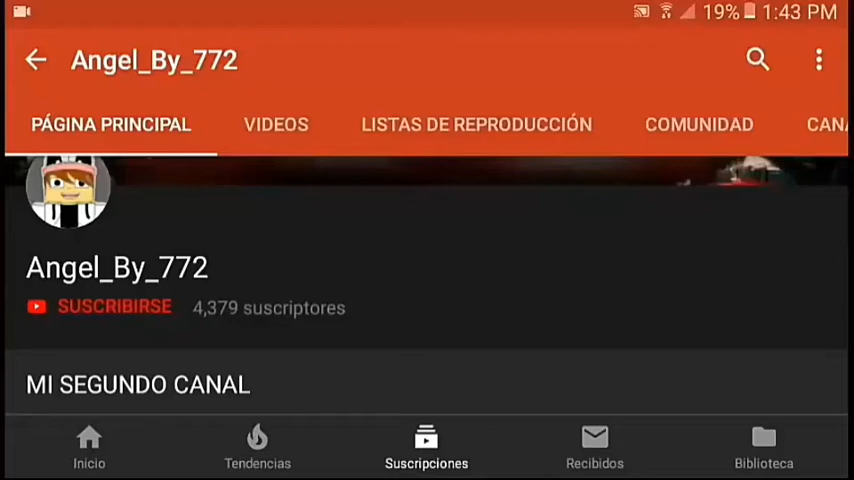 19% 1:43 PM
Angel_By_772
PÁGINA PRINCIPAL VIDEOS LISTAS DE REPRODUCCIÓN COMUNIDAD CANA
Angel_By_772
SUSCRIBIRSE 4,379 suscriptores
MI SEGUNDO CANAL
Inicio Tendencias Suscripciones Recibidos Biblioteca